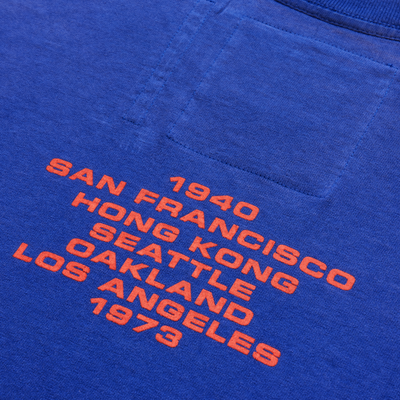 1940
SAN FRANCISCO
HONG KONG
SEATTLE
OAKLAND
LOS ANGELES
1973